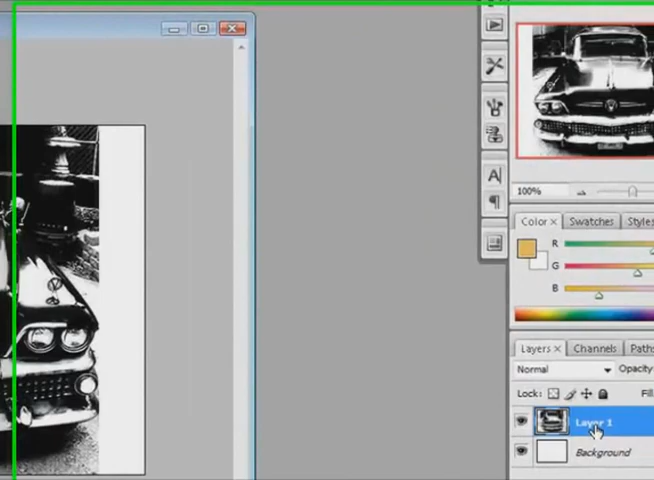 A
100%
Color × Swatches Styles
R
G
B
Layers × Channels Paths
Normal Opacity
Lock: Fill
Layer 1
Background